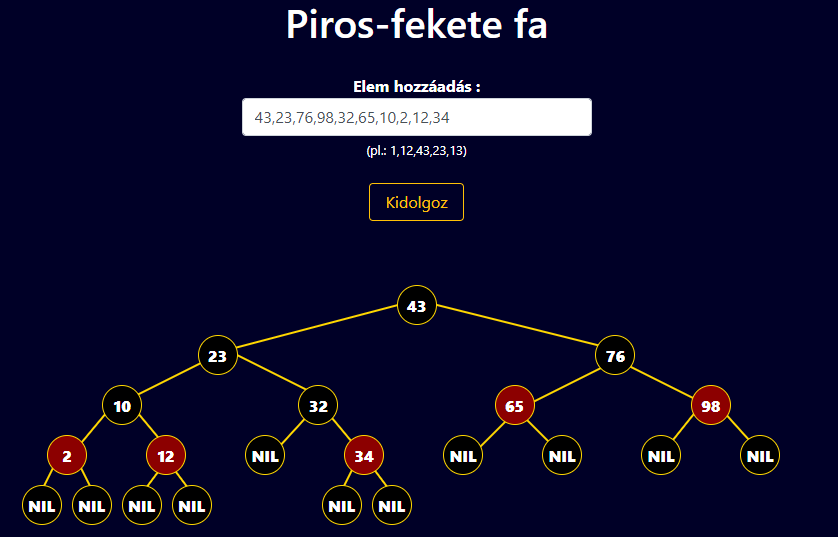 Piros-fekete fa
Elem hozzáadás :
43,23,76,98,32,65,10,2,12,34
(pl.: 1,12,43,23,13)
Kidolgoz
43
23 76
10 32 65 98
2 12 NIL 34 NIL NIL NIL NIL
NIL NIL NIL NIL NIL NIL